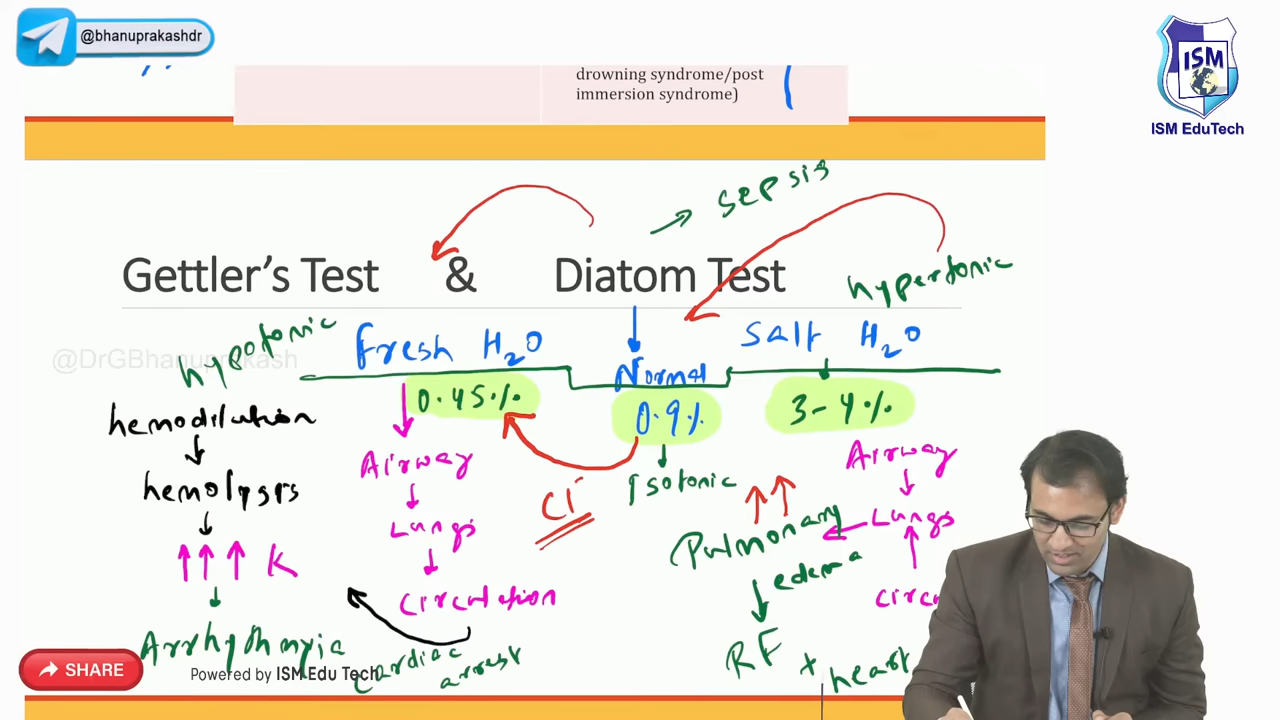 @bhanuprakashdr
ISM
ISM EduTech
drowning syndrome/post
immersion syndrome)
sepsis
Gettler's Test & Diatom Test
hypertonic
hypotonic
@DrGBhanuprakash
Fresh H₂O
Normal
Salt H₂O
0.45%
0.9%
3-4%
hemodilution
hemolysis
↑↑↑ K
Arrhythmia
Airway
Lungs
circulation
cardiac
arrest
Cl⁻
Isotonic
↑↑
Pulmonary
edema
RF + heart
Airway
Lungs
SHARE
Powered by ISM Edu Tech